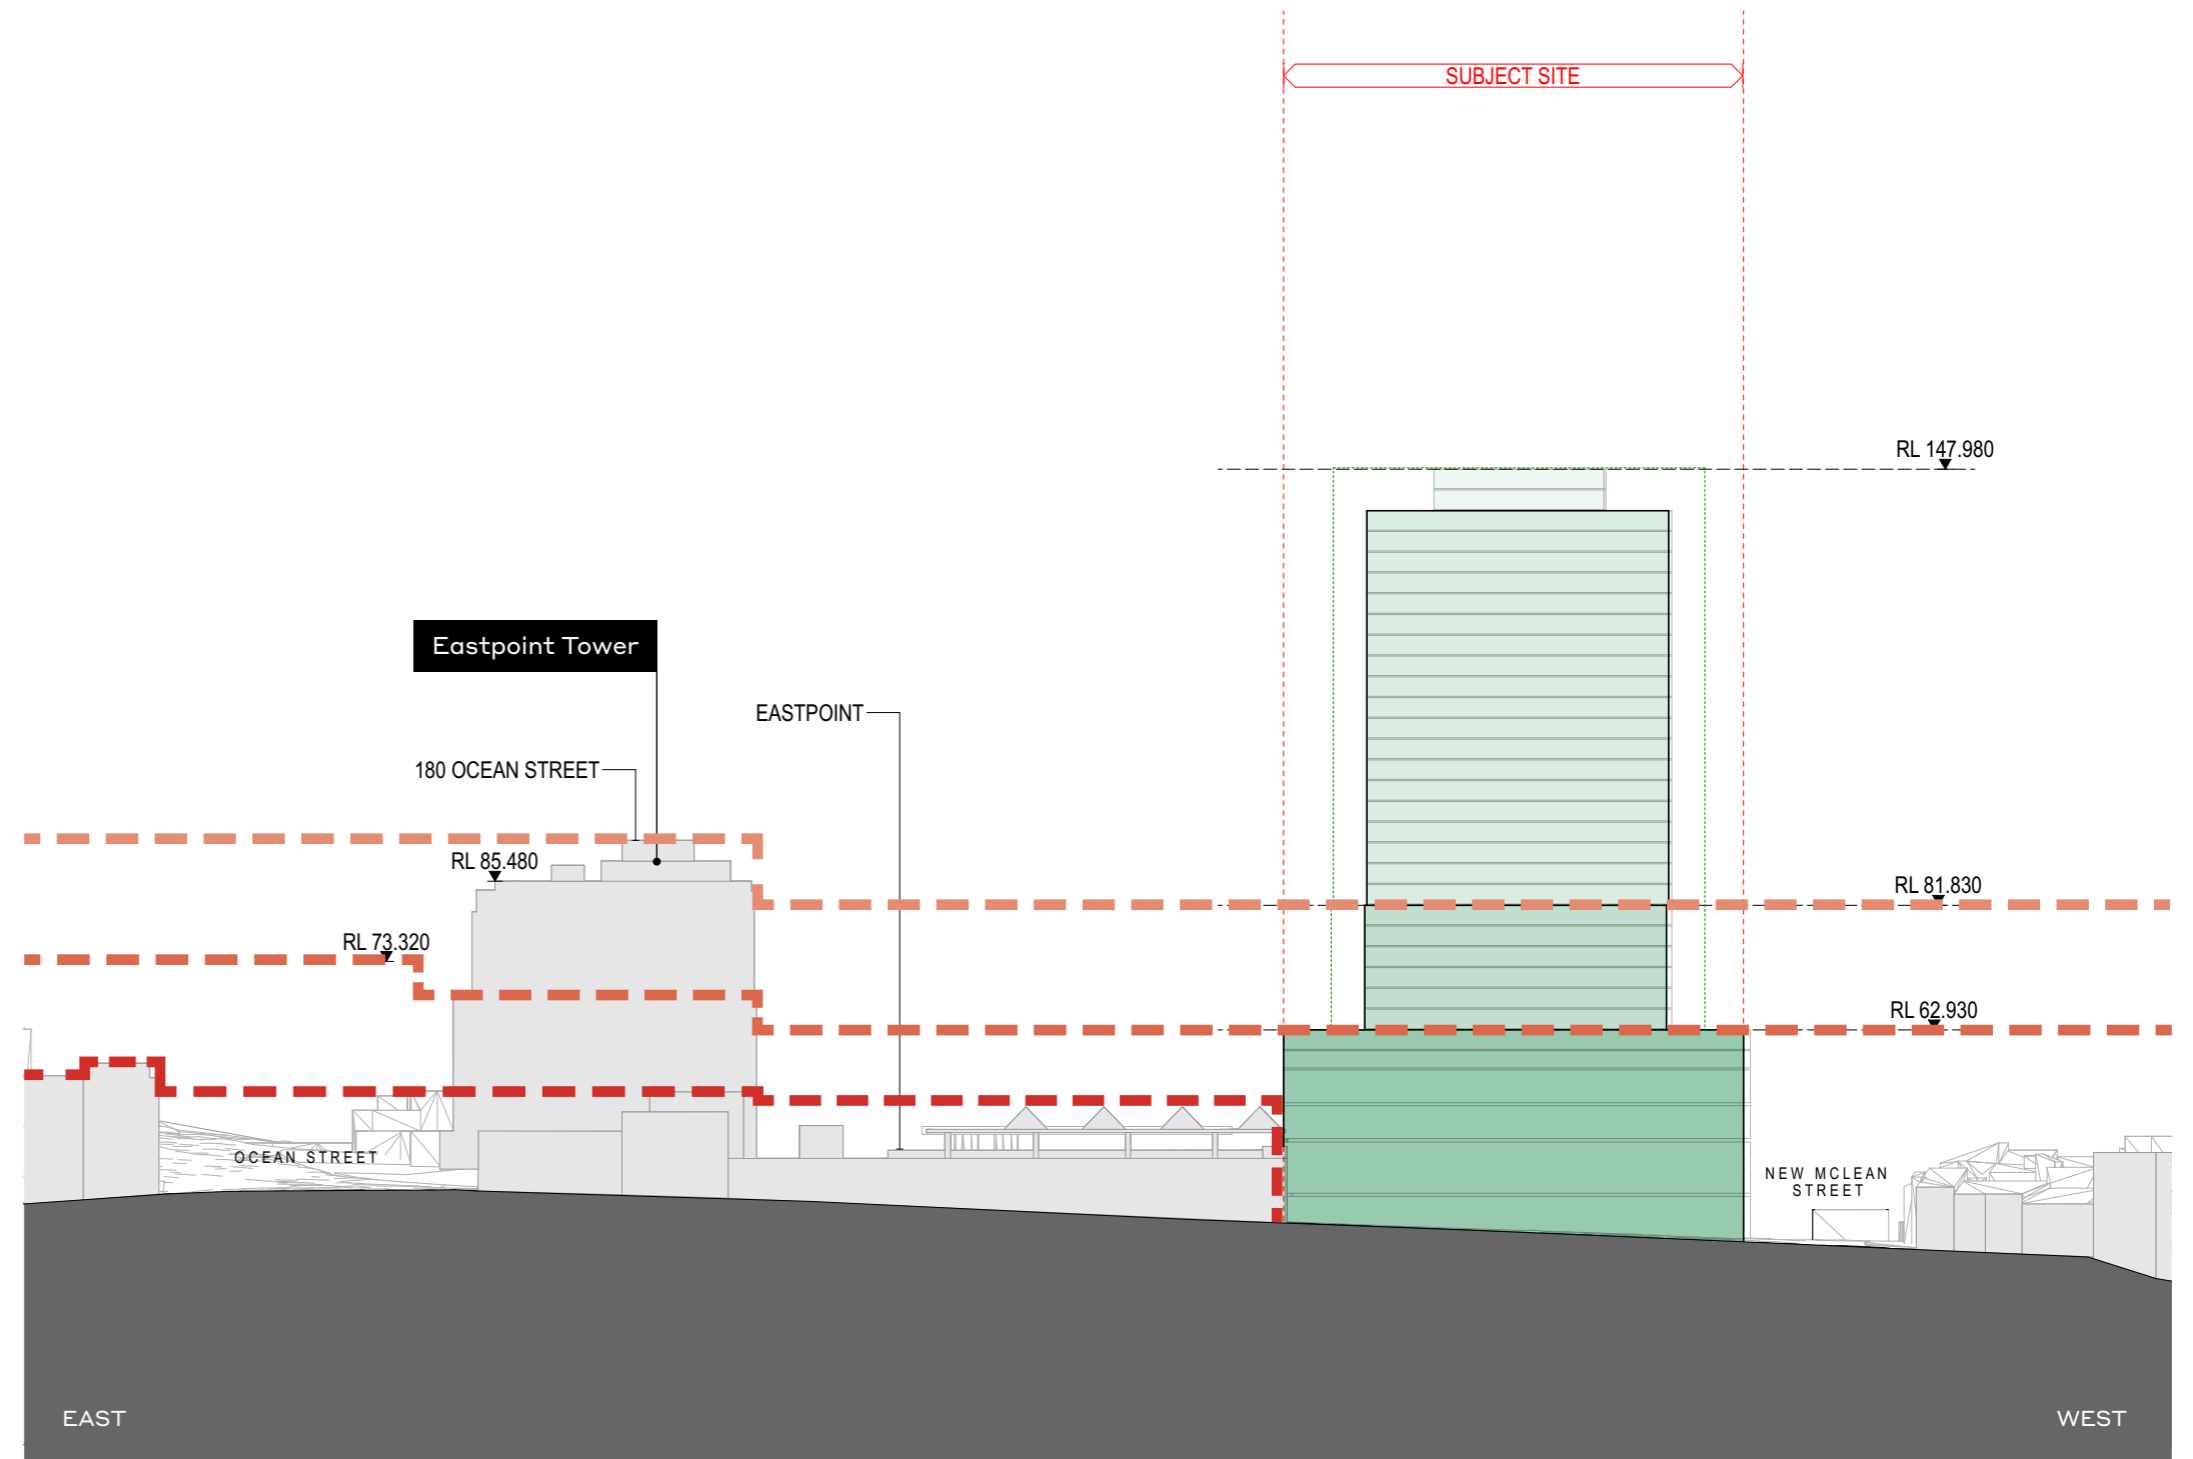 SUBJECT SITE
RL 147.980
Eastpoint Tower
EASTPOINT
180 OCEAN STREET
RL 85.480
RL 81.830
RL 73.320
RL 62.930
OCEAN STREET
NEW MCLEAN
STREET
EAST
WEST